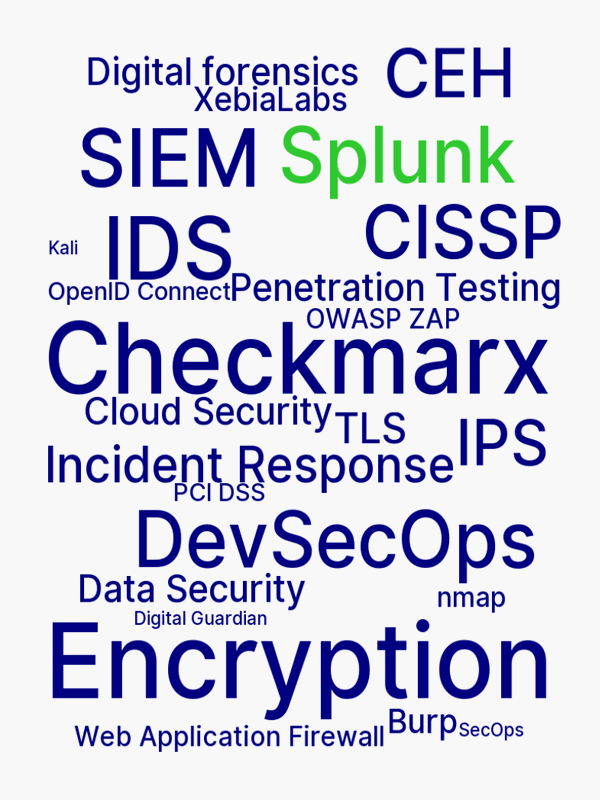 Digital forensics CEH
XebiaLabs
SIEM Splunk
IDS CISSP
Kali
OpenID Connect Penetration Testing
OWASP ZAP
Checkmarx
Cloud Security TLS IPS
Incident Response
PCI DSS
DevSecOps
Data Security nmap
Digital Guardian
Encryption
Web Application Firewall Burp SecOps